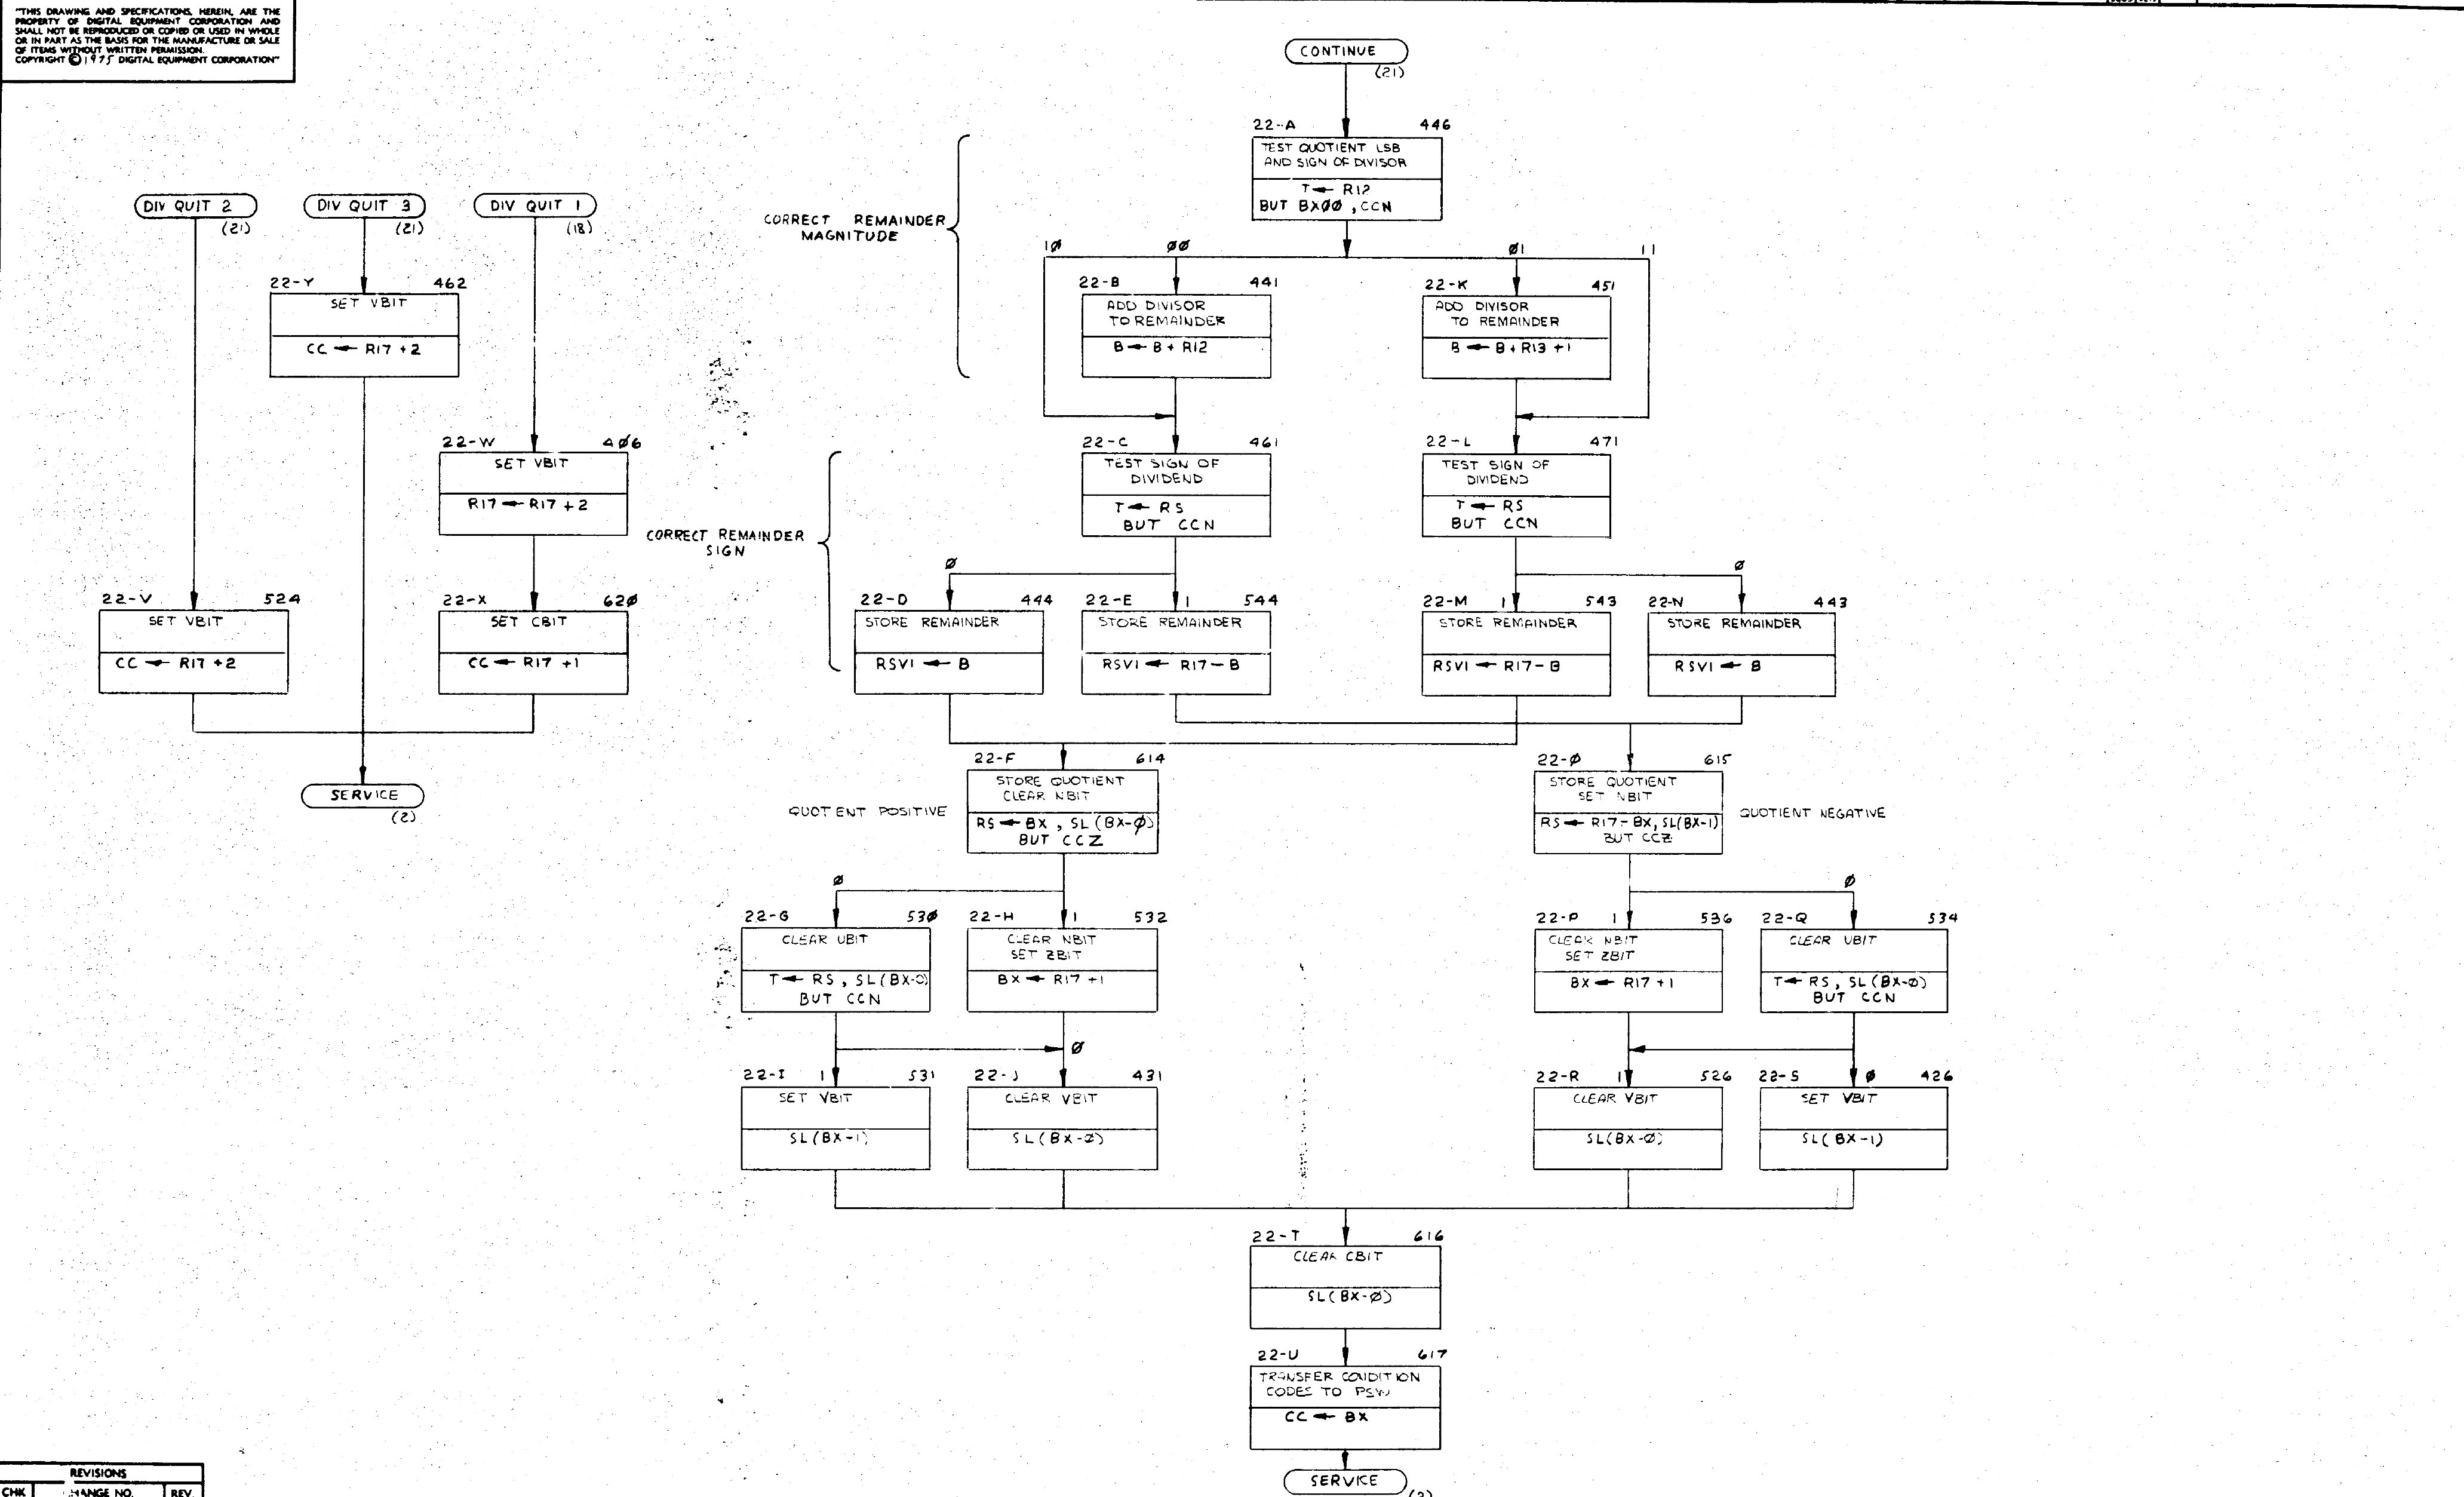 "THIS DRAWING AND SPECIFICATIONS, HEREIN, ARE THE
PROPERTY OF DIGITAL EQUIPMENT CORPORATION AND
SHALL NOT BE REPRODUCED OR COPIED OR USED IN WHOLE
OR IN PART AS THE BASIS FOR THE MANUFACTURE OR SALE
OF ITEMS WITHOUT WRITTEN PERMISSION.
COPYRIGHT © 1975 DIGITAL EQUIPMENT CORPORATION"
CONTINUE
(21)
22-A 446
TEST QUOTIENT LSB
AND SIGN OF DIVISOR
T ← R12
BUT BXØØ, CCN
CORRECT REMAINDER
MAGNITUDE
1Ø ØØ Ø1 11
DIV QUIT 2
(21)
DIV QUIT 3
(21)
DIV QUIT 1
(18)
22-Y 462
SET VBIT
CC ← R17 +2
22-B 441
ADD DIVISOR
TO REMAINDER
B ← B + R12
22-K 451
ADD DIVISOR
TO REMAINDER
B ← B + R13 +1
22-W 4Ø6
SET VBIT
R17 ← R17 +2
22-C 461
TEST SIGN OF
DIVIDEND
T ← RS
BUT CCN
22-L 471
TEST SIGN OF
DIVIDEND
T ← RS
BUT CCN
CORRECT REMAINDER
SIGN
Ø Ø
22-V 524
SET VBIT
CC ← R17 +2
22-X 62Ø
SET CBIT
CC ← R17 +1
22-D 444
STORE REMAINDER
RSV1 ← B
22-E 1 544
STORE REMAINDER
RSV1 ← R17 - B
22-M 1 543
STORE REMAINDER
RSV1 ← R17 - B
22-N 443
STORE REMAINDER
RSV1 ← B
SERVICE
(2)
QUOTIENT POSITIVE
22-F 614
STORE QUOTIENT
CLEAR NBIT
RS ← BX, SL(BX-Ø)
BUT CCZ
22-Ø 615
STORE QUOTIENT
SET NBIT
RS ← R17-BX, SL(BX-1)
BUT CCZ
QUOTIENT NEGATIVE
Ø Ø
22-G 53Ø
CLEAR UBIT
T ← RS, SL(BX-0)
BUT CCN
22-H 1 532
CLEAR NBIT
SET ZBIT
BX ← R17 +1
22-P 1 536
CLEAR NBIT
SET ZBIT
BX ← R17 +1
22-Q 534
CLEAR UBIT
T ← RS, SL(BX-Ø)
BUT CCN
Ø
22-I 1 531
SET VBIT
SL(BX-1)
22-J 431
CLEAR VBIT
SL(BX-Ø)
22-R 1 526
CLEAR VBIT
SL(BX-Ø)
22-S Ø 426
SET VBIT
SL(BX-1)
22-T 616
CLEAR CBIT
SL(BX-Ø)
22-U 617
TRANSFER CONDITION
CODES TO PSW
CC ← BX
SERVICE
REVISIONS
CHK REV.